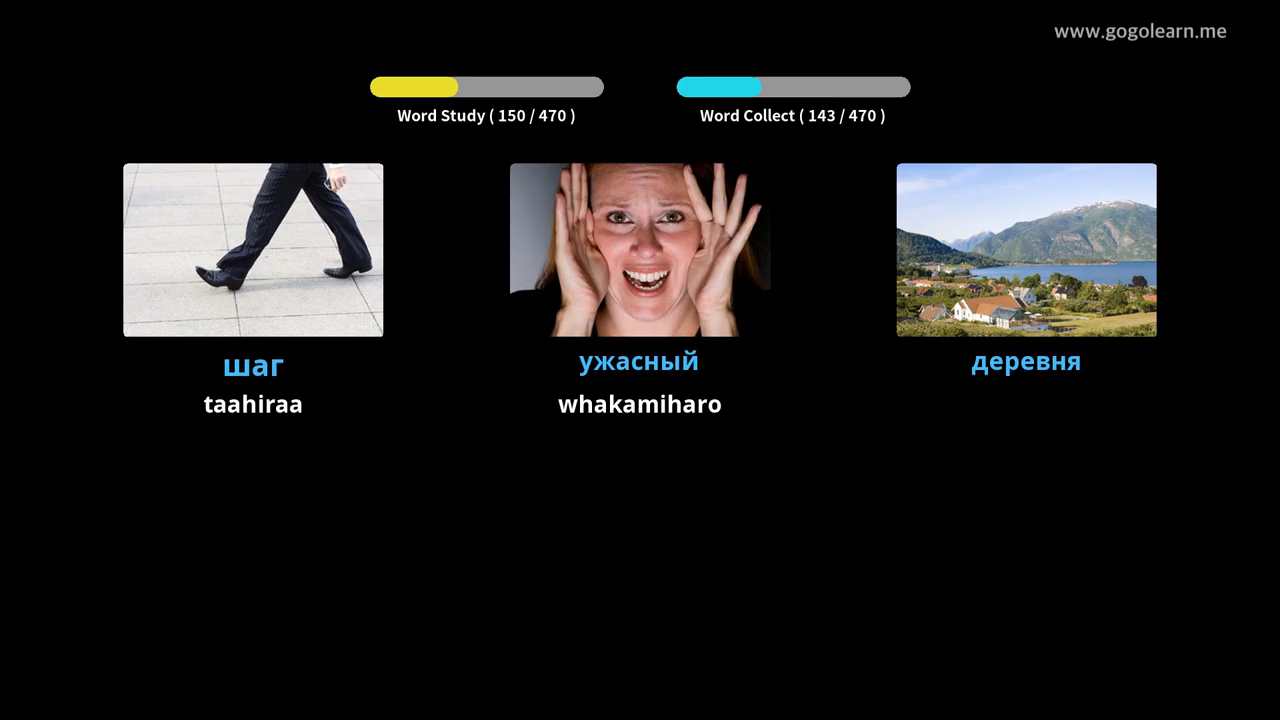 www.gogolearn.me
Word Study ( 150 / 470 )
Word Collect ( 143 / 470 )
шаг
ужасный
деревня
taahiraa
whakamiharo